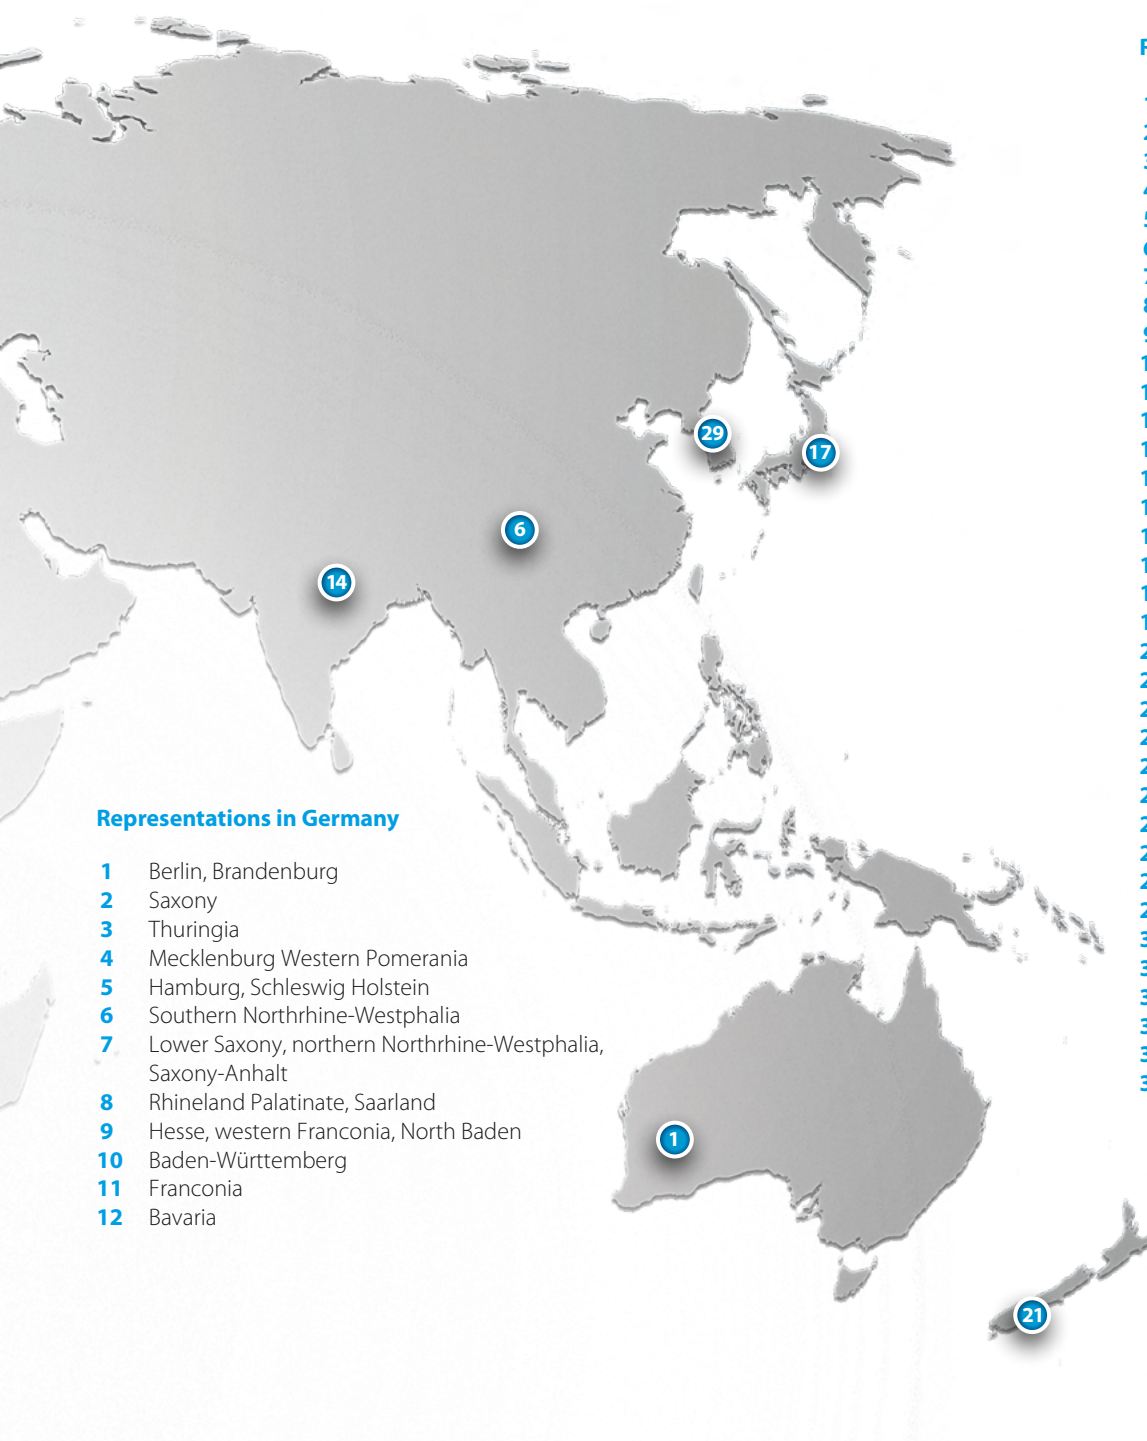 29
17
6
14
Representations in Germany
1 Berlin, Brandenburg
2 Saxony
3 Thuringia
4 Mecklenburg Western Pomerania
5 Hamburg, Schleswig Holstein
6 Southern Northrhine-Westphalia
7 Lower Saxony, northern Northrhine-Westphalia,
Saxony-Anhalt
8 Rhineland Palatinate, Saarland
9 Hesse, western Franconia, North Baden
10 Baden-Württemberg
11 Franconia
12 Bavaria
1
21